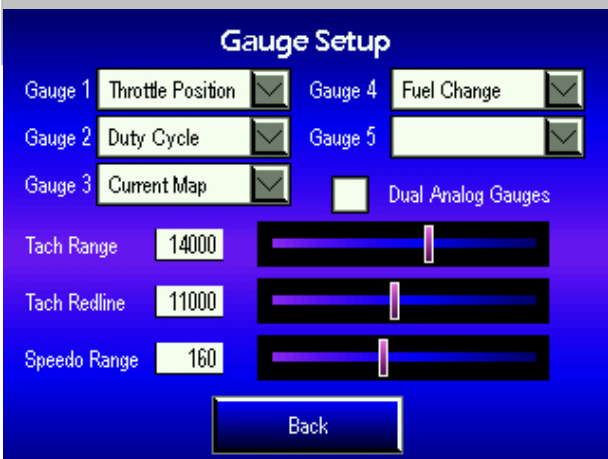 Gauge Setup
Gauge 1 Throttle Position Gauge 4 Fuel Change
Gauge 2 Duty Cycle Gauge 5
Gauge 3 Current Map Dual Analog Gauges
Tach Range 14000
Tach Redline 11000
Speedo Range 160
Back